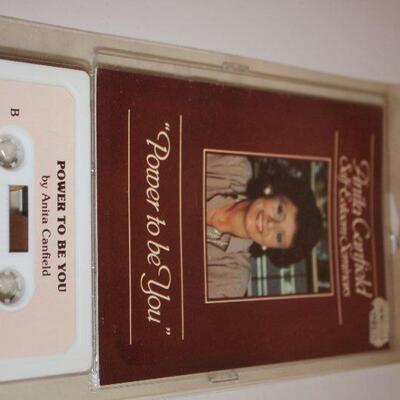 Anita Canfield
Self-Esteem Seminars
"Power to be You"
B
POWER TO BE YOU
by Anita Canfield